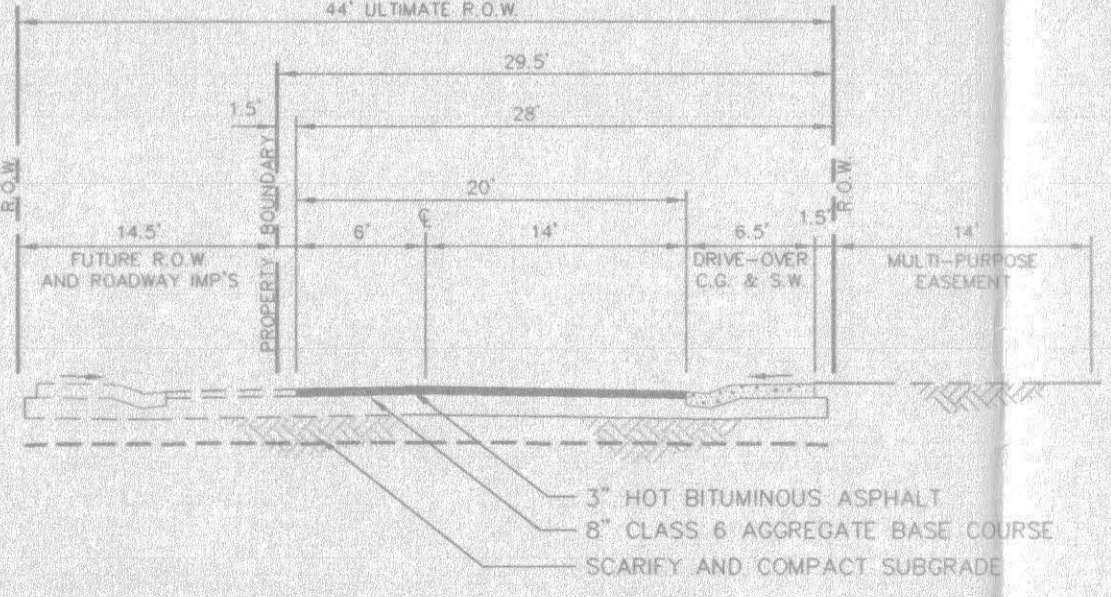 44' ULTIMATE R.O.W.
29.5'
1.5'
28'
R.O.W.
PROPERTY BOUNDARY
R.O.W.
20'
℄
1.5'
14.5'
6'
14'
6.5'
14'
FUTURE R.O.W.
AND ROADWAY IMP'S
DRIVE-OVER
C.G. & S.W.
MULTI-PURPOSE
EASEMENT
3" HOT BITUMINOUS ASPHALT
8" CLASS 6 AGGREGATE BASE COURSE
SCARIFY AND COMPACT SUBGRADE